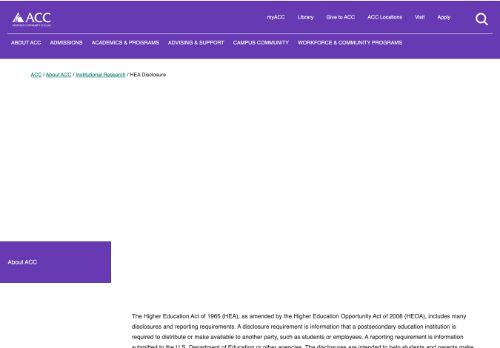 ACC
myACC Library Give to ACC ACC Locations Visit Apply
ABOUT ACC ADMISSIONS ACADEMICS & PROGRAMS ADVISING & SUPPORT CAMPUS COMMUNITY WORKFORCE & COMMUNITY PROGRAMS
ACC / About ACC / Institutional Research / HEA Disclosure
About ACC
The Higher Education Act of 1965 (HEA), as amended by the Higher Education Opportunity Act of 2008 (HEOA), includes many
disclosures and reporting requirements. A disclosure requirement is information that a postsecondary education institution is
required to distribute or make available to another party, such as students or employees. A reporting requirement is information
submitted to the U.S. Department of Education or other agencies. The disclosures are intended to help students and parents make